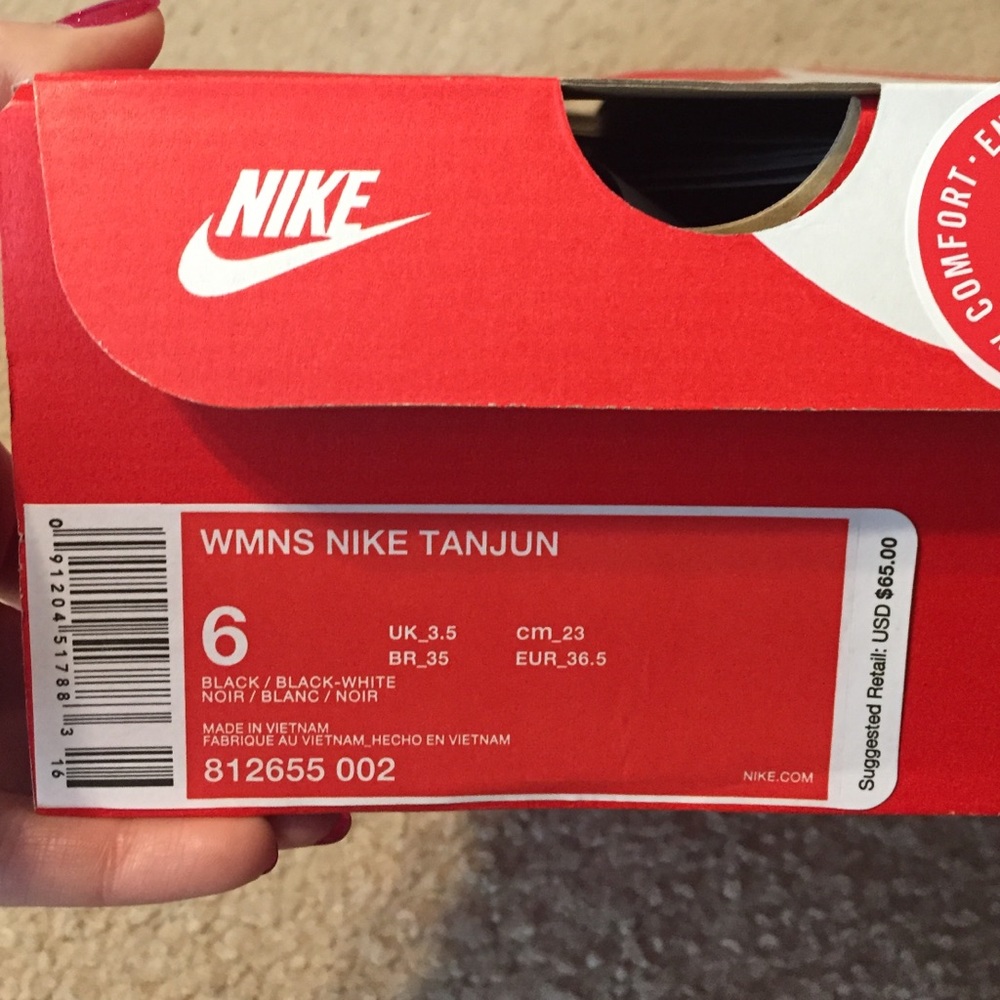 NIKE
COMFORT · EN
WMNS NIKE TANJUN
6
UK_3.5 cm_23
BR_35 EUR_36.5
BLACK / BLACK-WHITE
NOIR / BLANC / NOIR
MADE IN VIETNAM
FABRIQUE AU VIETNAM_HECHO EN VIETNAM
812655 002
NIKE.COM
Suggested Retail: USD $65.00
0 91204 51788 3
16